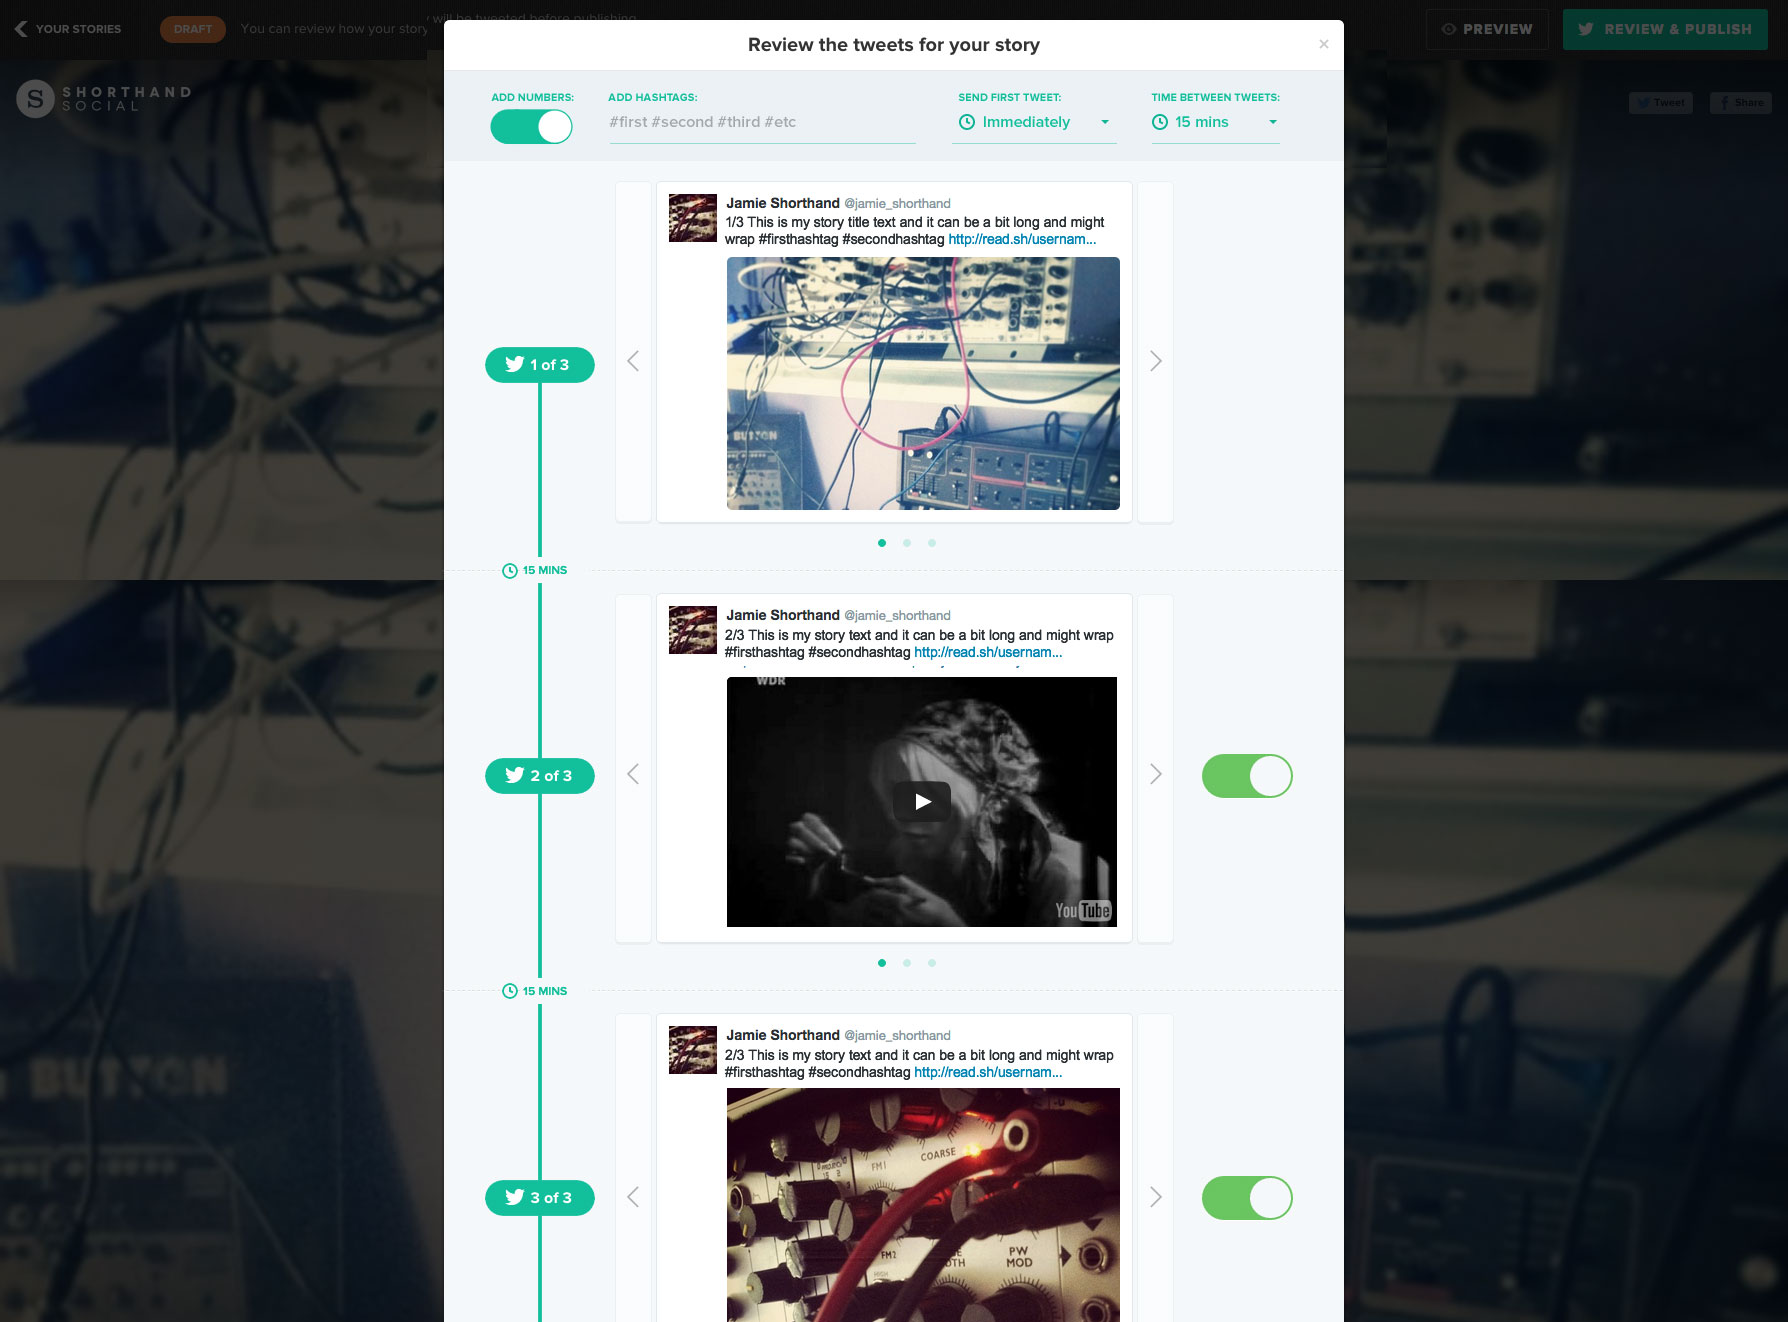 YOUR STORIES
DRAFT
You can review how your story
will be tweeted before publishing
PREVIEW
REVIEW & PUBLISH
S
SHORTHAND
SOCIAL
Tweet
Share
Review the tweets for your story
×
ADD NUMBERS:
ADD HASHTAGS:
#first #second #third #etc
SEND FIRST TWEET:
Immediately
TIME BETWEEN TWEETS:
15 mins
1 of 3
Jamie Shorthand @jamie_shorthand
1/3 This is my story title text and it can be a bit long and might
wrap #firsthashtag #secondhashtag http://read.sh/usernam...
BUTTON
15 MINS
2 of 3
Jamie Shorthand @jamie_shorthand
2/3 This is my story text and it can be a bit long and might wrap
#firsthashtag #secondhashtag http://read.sh/usernam...
WDR
YouTube
15 MINS
3 of 3
Jamie Shorthand @jamie_shorthand
2/3 This is my story text and it can be a bit long and might wrap
#firsthashtag #secondhashtag http://read.sh/usernam...
COARSE
FM1
FM2
PW
MOD
BUTTON